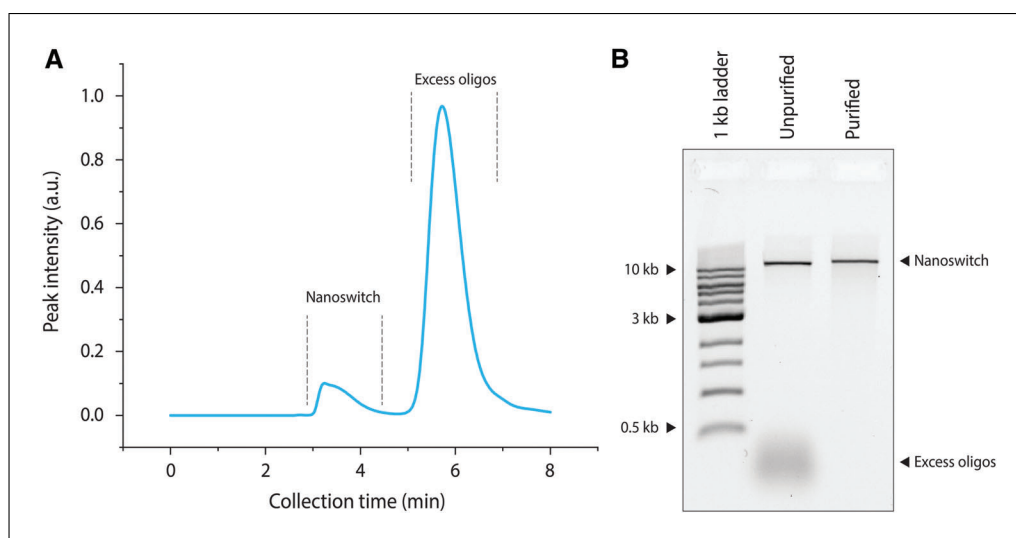 A
Peak intensity (a.u.)
1.0
0.8
0.6
0.4
0.2
0.0
Excess oligos
Nanoswitch
0 2 4 6 8
Collection time (min)
B
1 kb ladder
Unpurified
Purified
10 kb
3 kb
0.5 kb
Nanoswitch
Excess oligos